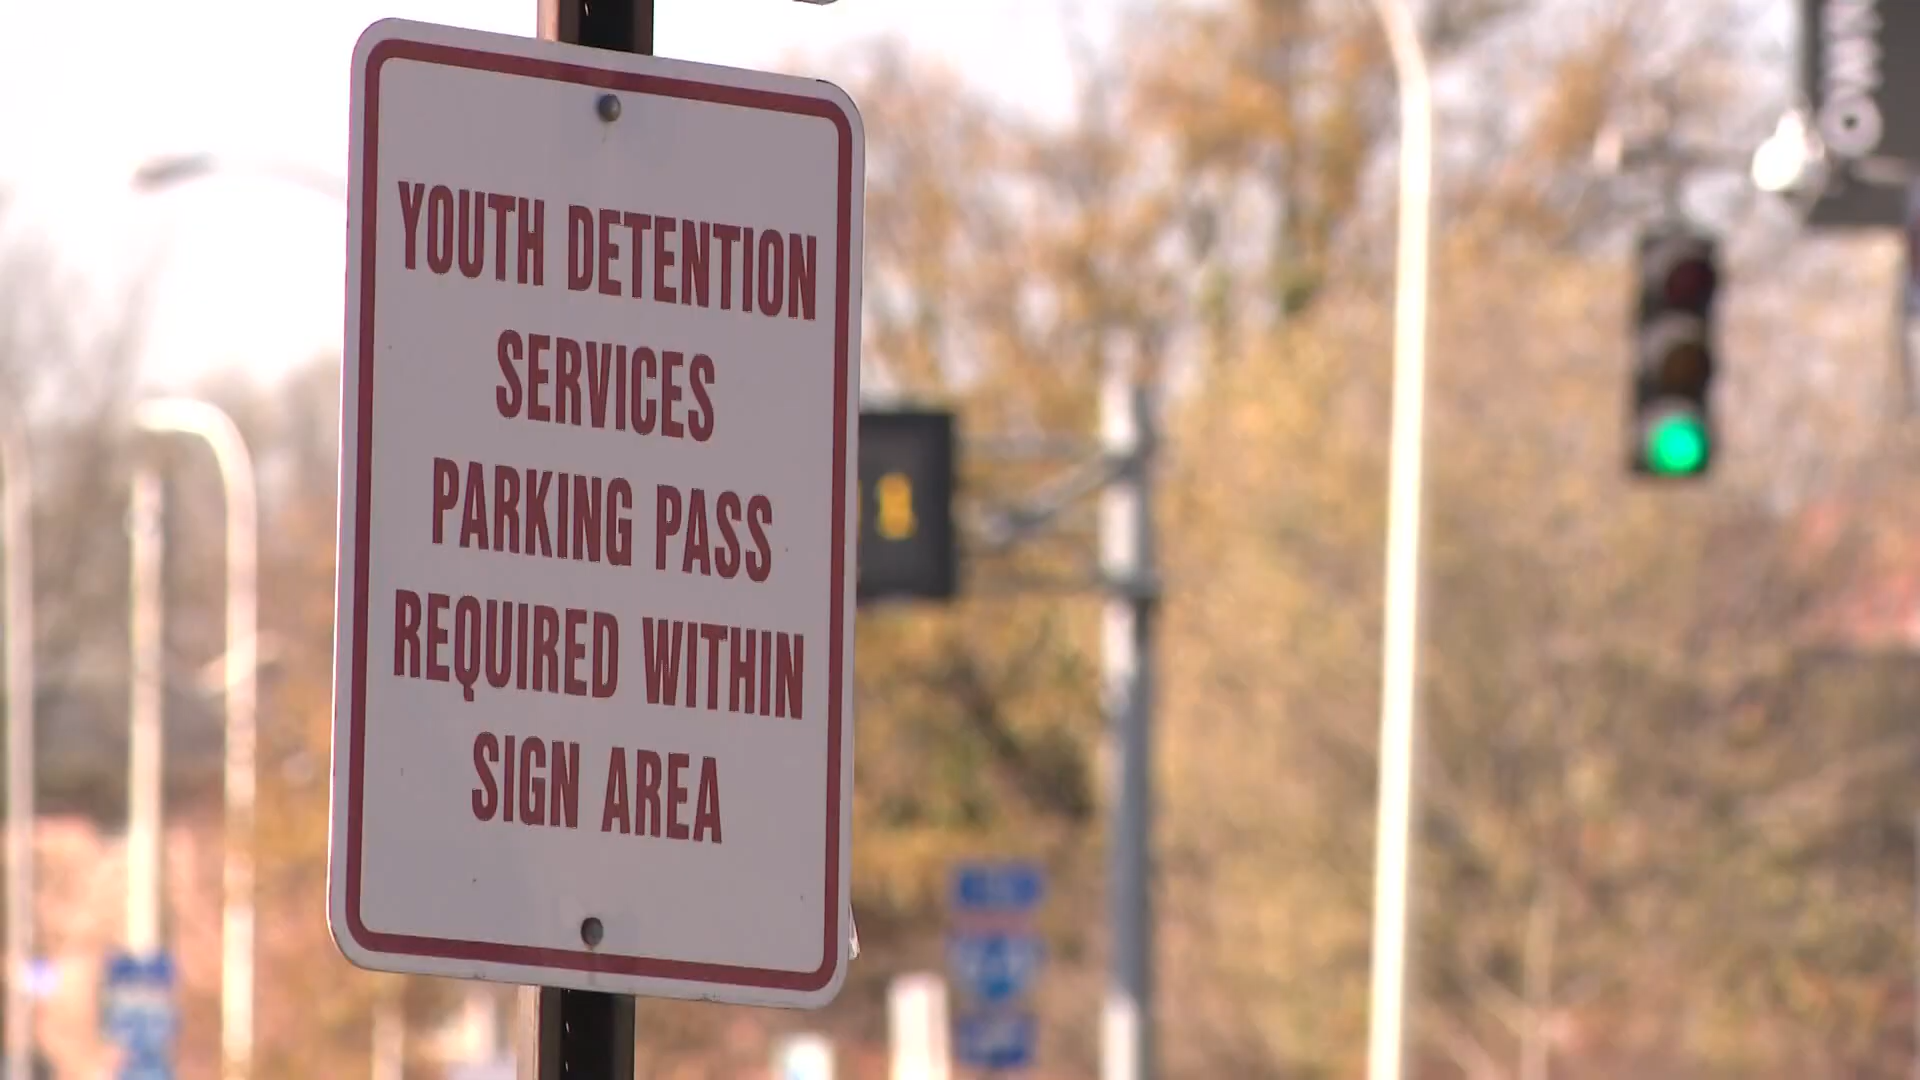 YOUTH DETENTION
SERVICES
PARKING PASS
REQUIRED WITHIN
SIGN AREA